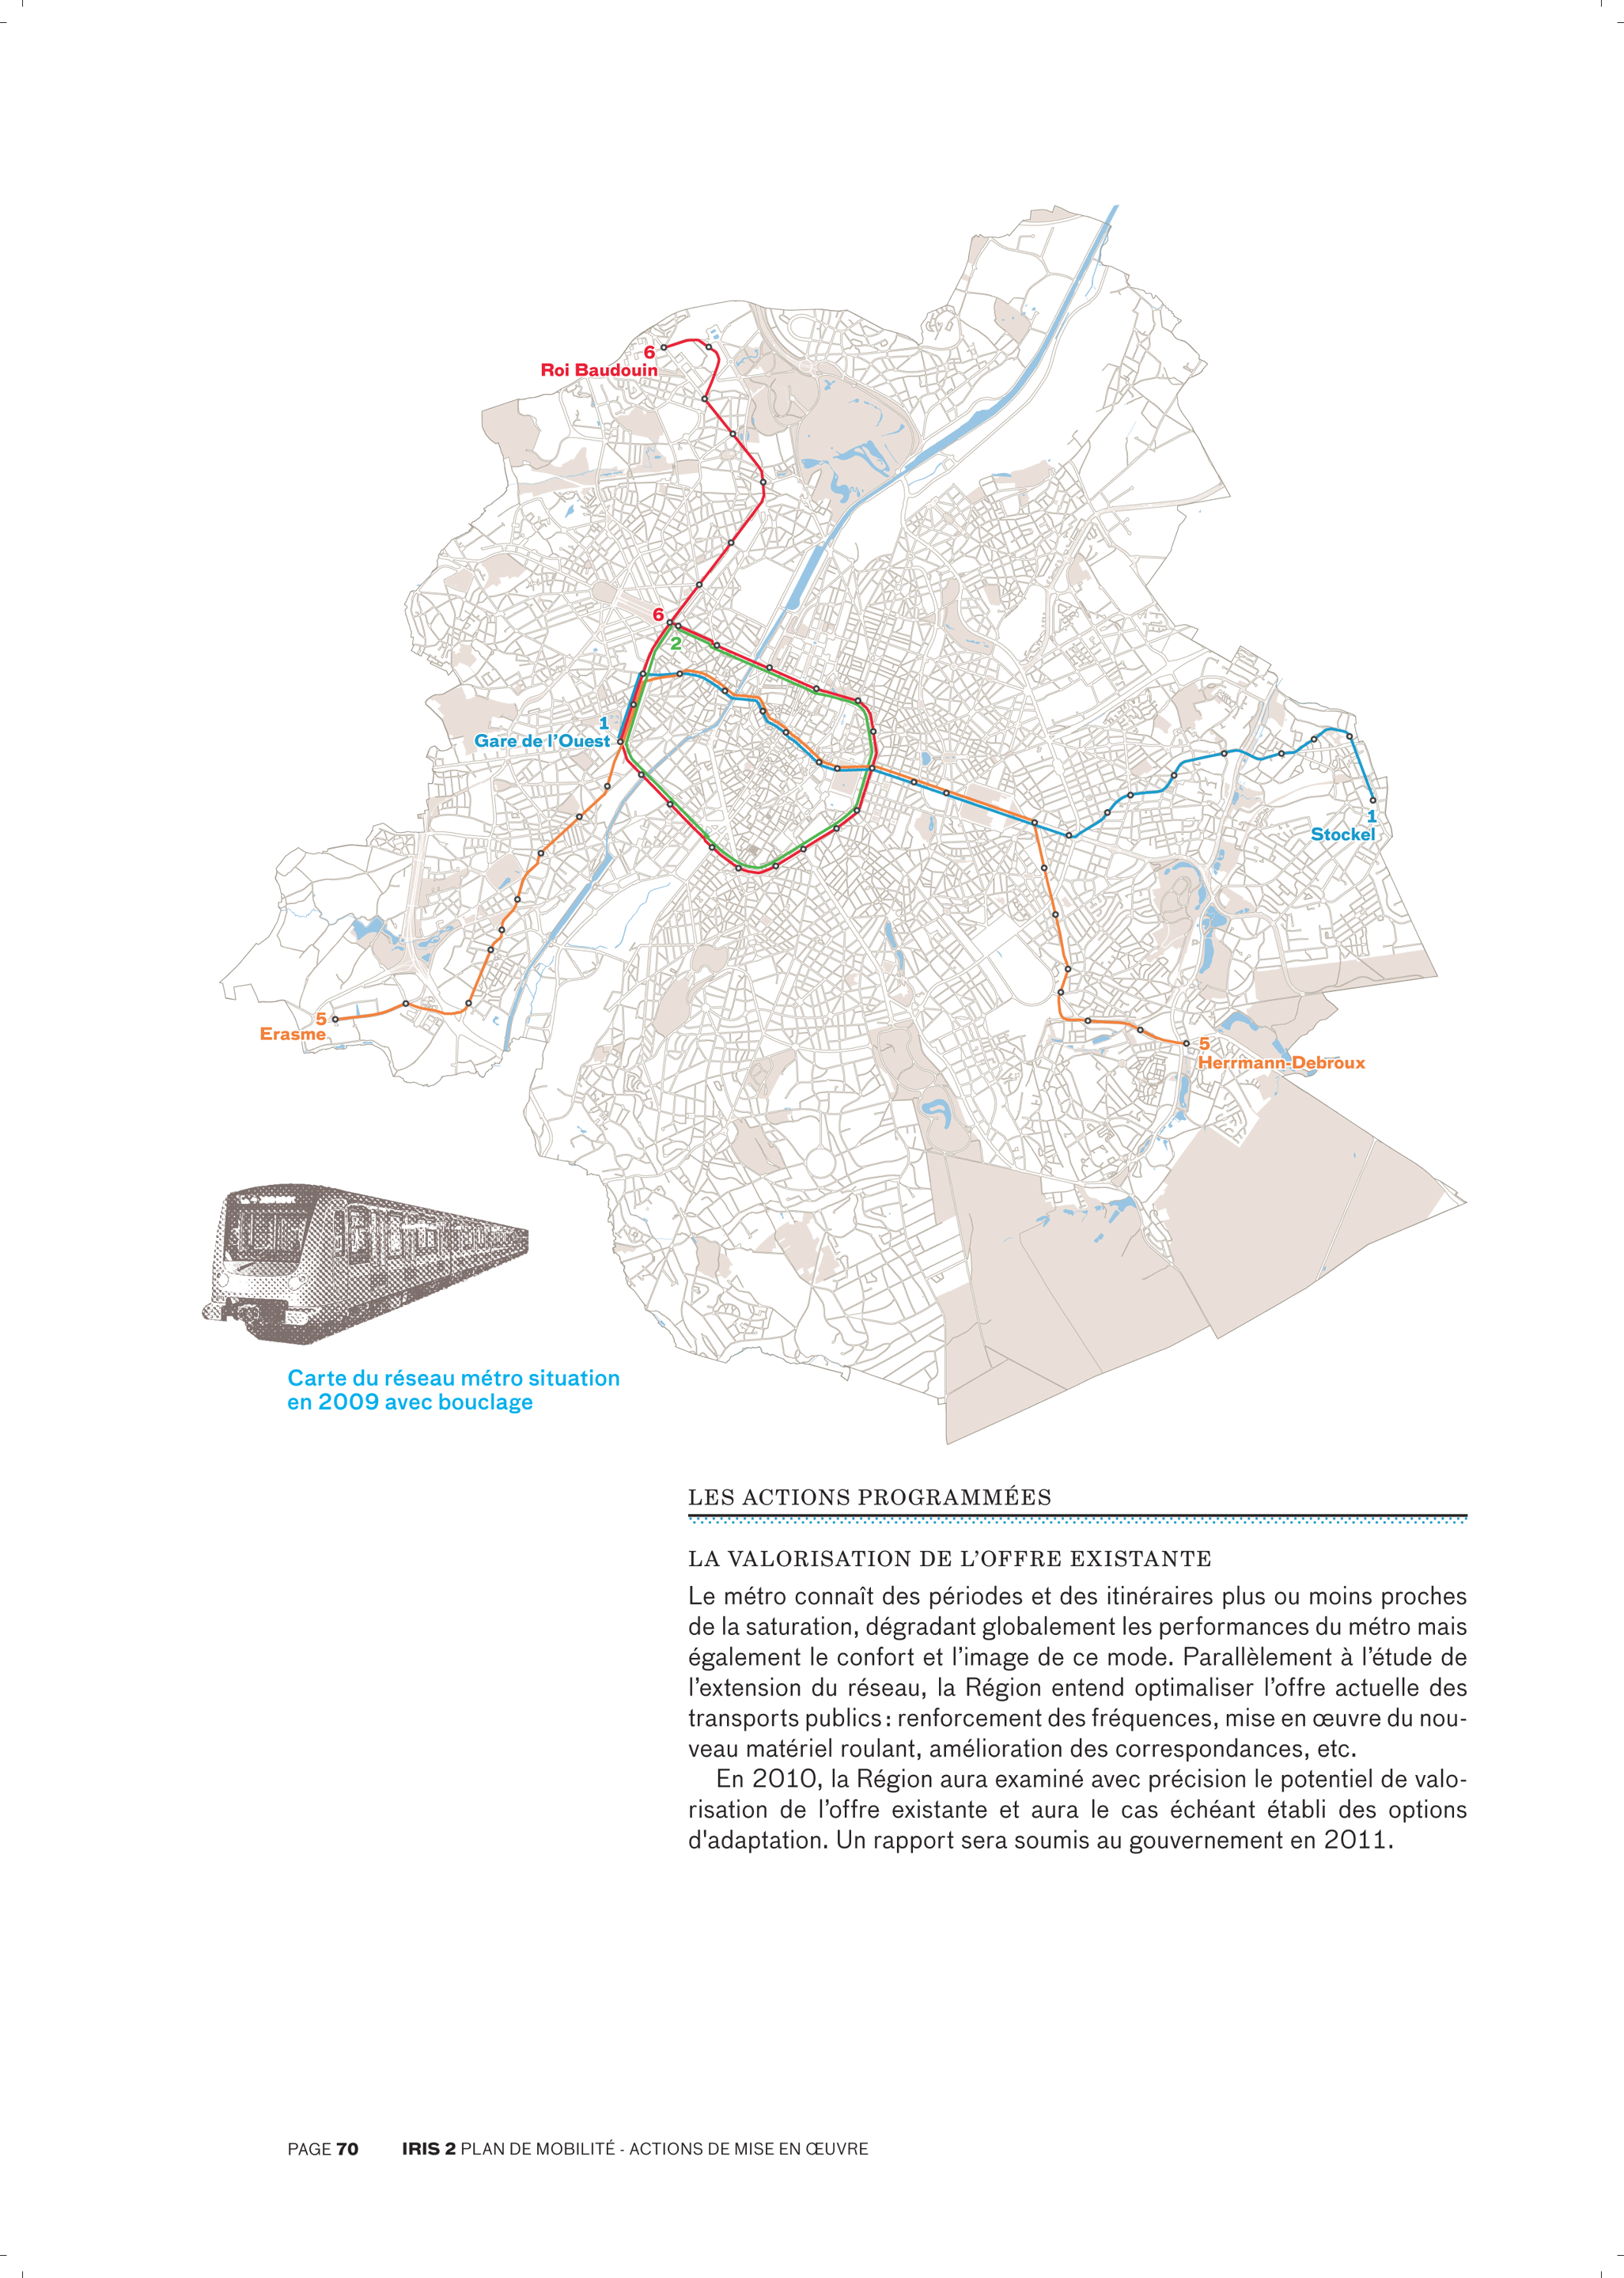 6
Roi Baudouin
6
2
1
Gare de l'Ouest
1
Stockel
5
Erasme
5
Herrmann-Debroux
Carte du réseau métro situation
en 2009 avec bouclage
LES ACTIONS PROGRAMMÉES
LA VALORISATION DE L'OFFRE EXISTANTE
Le métro connaît des périodes et des itinéraires plus ou moins proches
de la saturation, dégradant globalement les performances du métro mais
également le confort et l'image de ce mode. Parallèlement à l'étude de
l'extension du réseau, la Région entend optimaliser l'offre actuelle des
transports publics : renforcement des fréquences, mise en œuvre du nou-
veau matériel roulant, amélioration des correspondances, etc.
En 2010, la Région aura examiné avec précision le potentiel de valo-
risation de l'offre existante et aura le cas échéant établi des options
d'adaptation. Un rapport sera soumis au gouvernement en 2011.
PAGE 70 IRIS 2 PLAN DE MOBILITÉ - ACTIONS DE MISE EN ŒUVRE